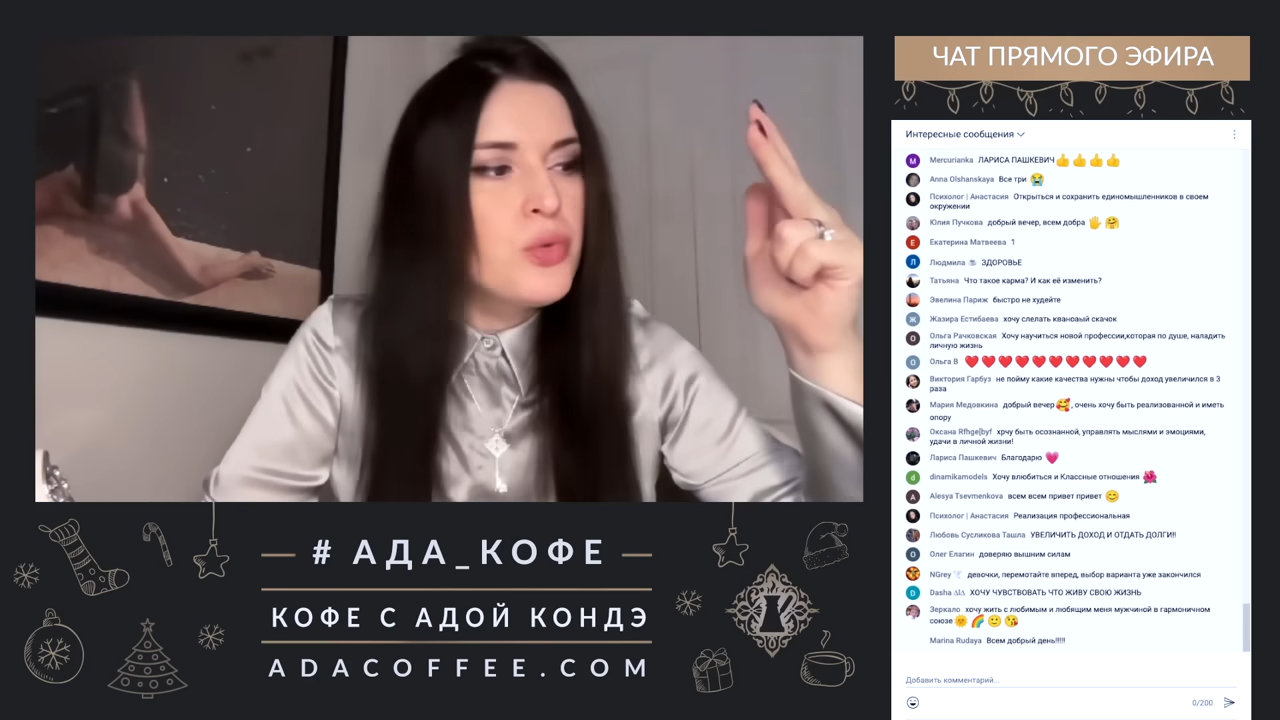 # АДА_КОФЕ
КОФЕ С АДОЙ КОНДЭ
ADACOFFEE.COM
ЧАТ ПРЯМОГО ЭФИРА
Интересные сообщения
Mercurianka ЛАРИСА ПАШКЕВИЧ👍👍👍👍
Anna Olshanskaya Все три 😭
Психолог | Анастасия Открыться и сохранить единомышленников в своем
окружении
Юлия Пучкова добрый вечер, всем добра 🖐 🤗
Е Екатерина Матвеева 1
Л Людмила ЗДОРОВЬЕ
Татьяна Что такое карма? И как её изменить?
Эвелина Париж быстро не худейте
Ж Жазира Естибаева хочу слелать кваноаый скачок
О Ольга Рачковская Хочу научиться новой профессии,которая по душе, наладить
личную жизнь
О Ольга В ❤️❤️❤️❤️❤️❤️❤️❤️❤️❤️❤️
Виктория Гарбуз не пойму какие качества нужны чтобы доход увеличился в 3
раза
Мария Медовкина добрый вечер🥰, очень хочу быть реализованной и иметь
опору
Оксана Rfhge[byf хрчу быть осознанной, управлять мыслями и эмоциями,
удачи в личной жизни!
Лариса Пашкевич Благодарю 💗
d dinamikamodels Хочу влюбиться и Классные отношения 🌺
A Alesya Tsevmenkova всем всем привет привет 😊
Психолог | Анастасия Реализация профессиональная
Любовь Сусликова Ташла УВЕЛИЧИТЬ ДОХОД И ОТДАТЬ ДОЛГИ!!
О Олег Елагин доверяю вышним силам
NGrey 🕊 девочки, перемотайте вперед, выбор варианта уже закончился
D Dasha ΔIΔ ХОЧУ ЧУВСТВОВАТЬ ЧТО ЖИВУ СВОЮ ЖИЗНЬ
Зеркало хочу жить с любимым и любящим меня мужчиной в гармоничном
союзе🌞🌈🙂😘
Marina Rudaya Всем добрый день!!!!!
Добавить комментарий...
0/200